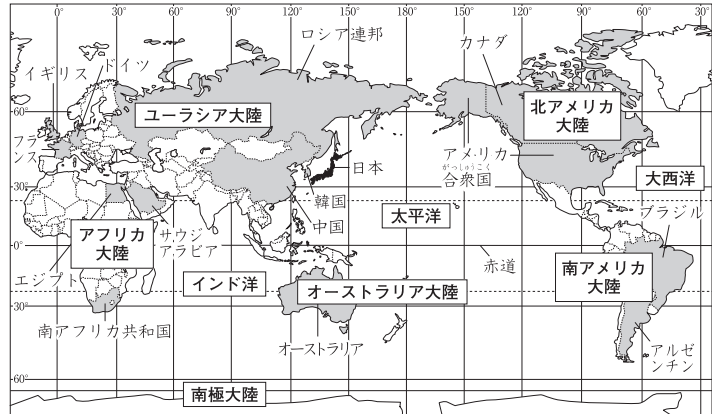 0° 30° 60° 90° 120° 150° 180° 150° 120° 90° 60° 30°
ロシア連邦
カナダ
イギリス
ドイツ
60°
ユーラシア大陸
北アメリカ
大陸
フラ
ンス
日本
アメリカ
がっしゅうこく
合衆国
大西洋
30°
韓国
中国
太平洋
ブラジル
アフリカ
大陸
サウジ
アラビア
0°
赤道
エジプト
インド洋
オーストラリア大陸
南アメリカ
大陸
30°
南アフリカ共和国
オーストラリア
アルゼ
ンチン
60°
南極大陸